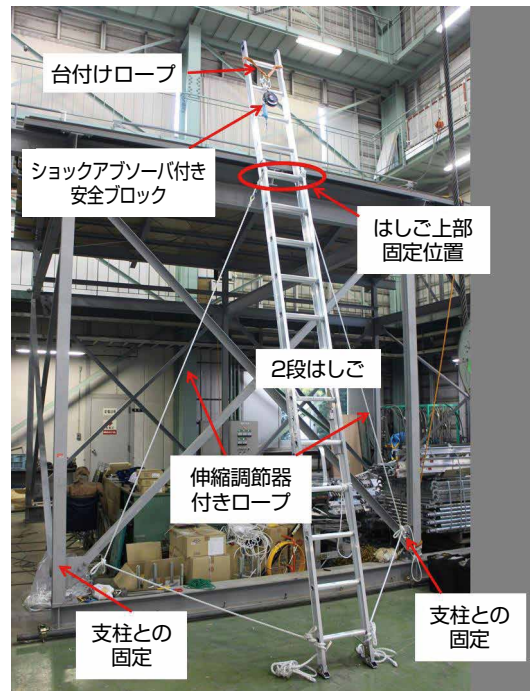 台付けロープ
ショックアブソーバ付き
安全ブロック
はしご上部
固定位置
2段はしご
伸縮調節器
付きロープ
支柱との
固定
支柱との
固定